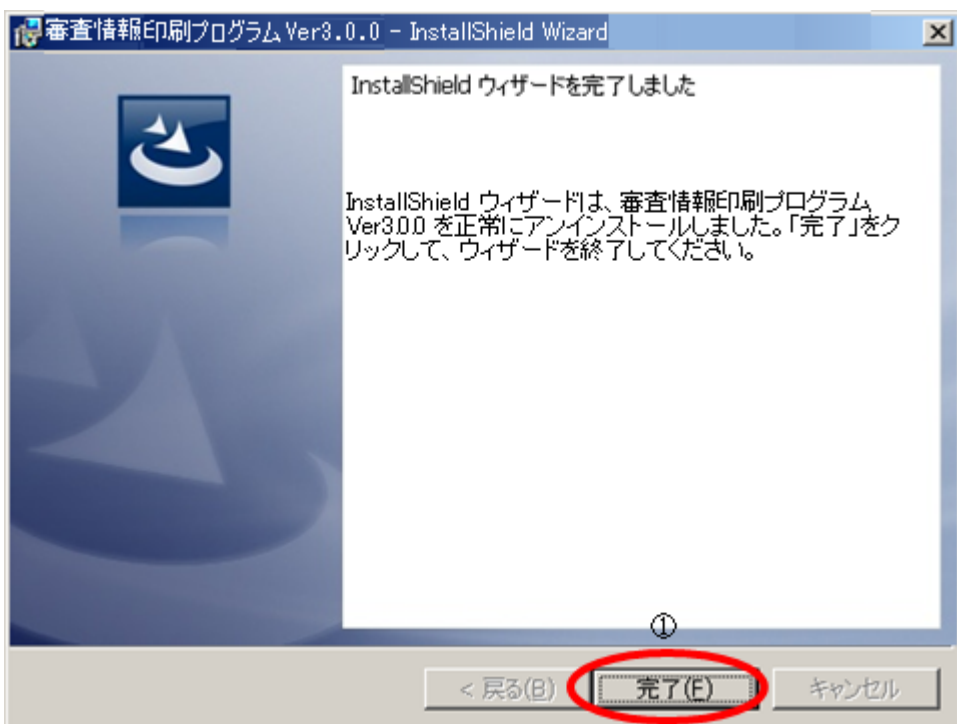 審査情報印刷プログラム Ver3.0.0 - InstallShield Wizard
InstallShield ウィザードを完了しました
InstallShield ウィザードは、審査情報印刷プログラム
Ver3.0.0 を正常にアンインストールしました。「完了」をク
リックして、ウィザードを終了してください。
①
< 戻る(B)
完了(F)
キャンセル